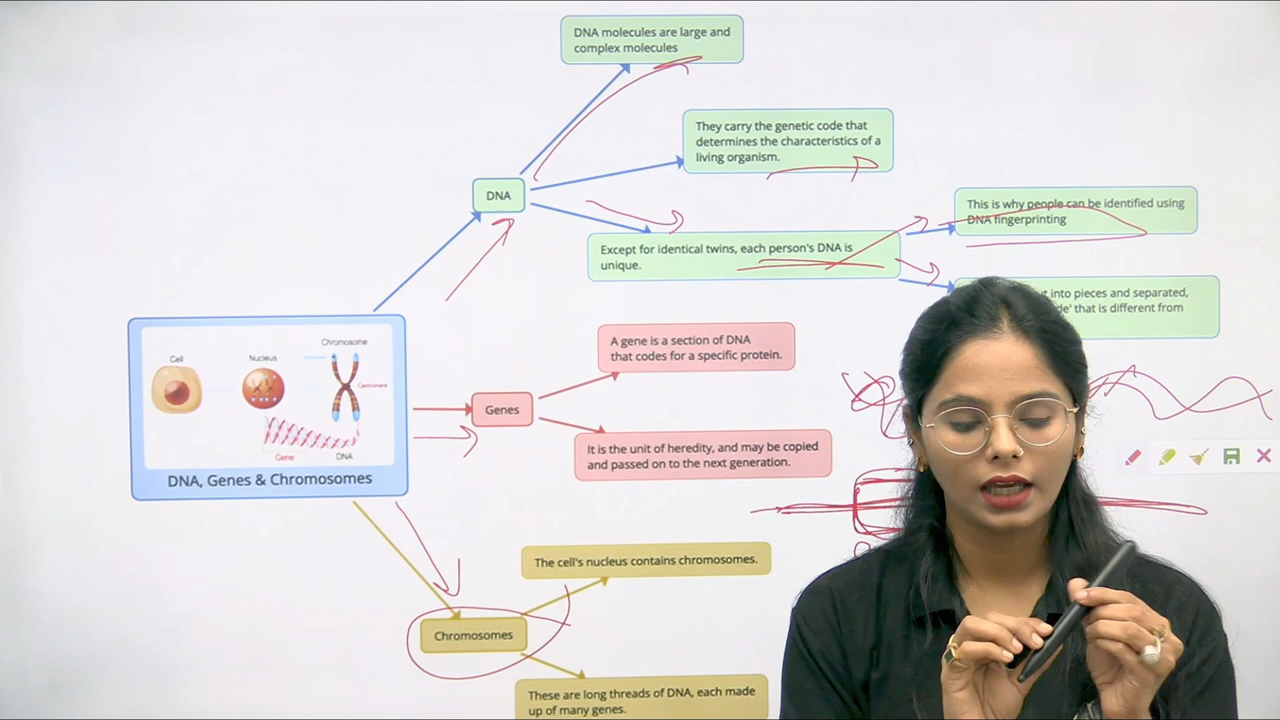 DNA molecules are large and
complex molecules
They carry the genetic code that
determines the characteristics of a
living organism.
DNA
This is why people can be identified using
DNA fingerprinting
Except for identical twins, each person's DNA is
unique.
into pieces and separated,
that is different from
A gene is a section of DNA
that codes for a specific protein.
Genes
It is the unit of heredity, and may be copied
and passed on to the next generation.
Cell
Nucleus
Chromosome
Centromere
Gene
DNA
DNA, Genes & Chromosomes
The cell's nucleus contains chromosomes.
Chromosomes
These are long threads of DNA, each made
up of many genes.